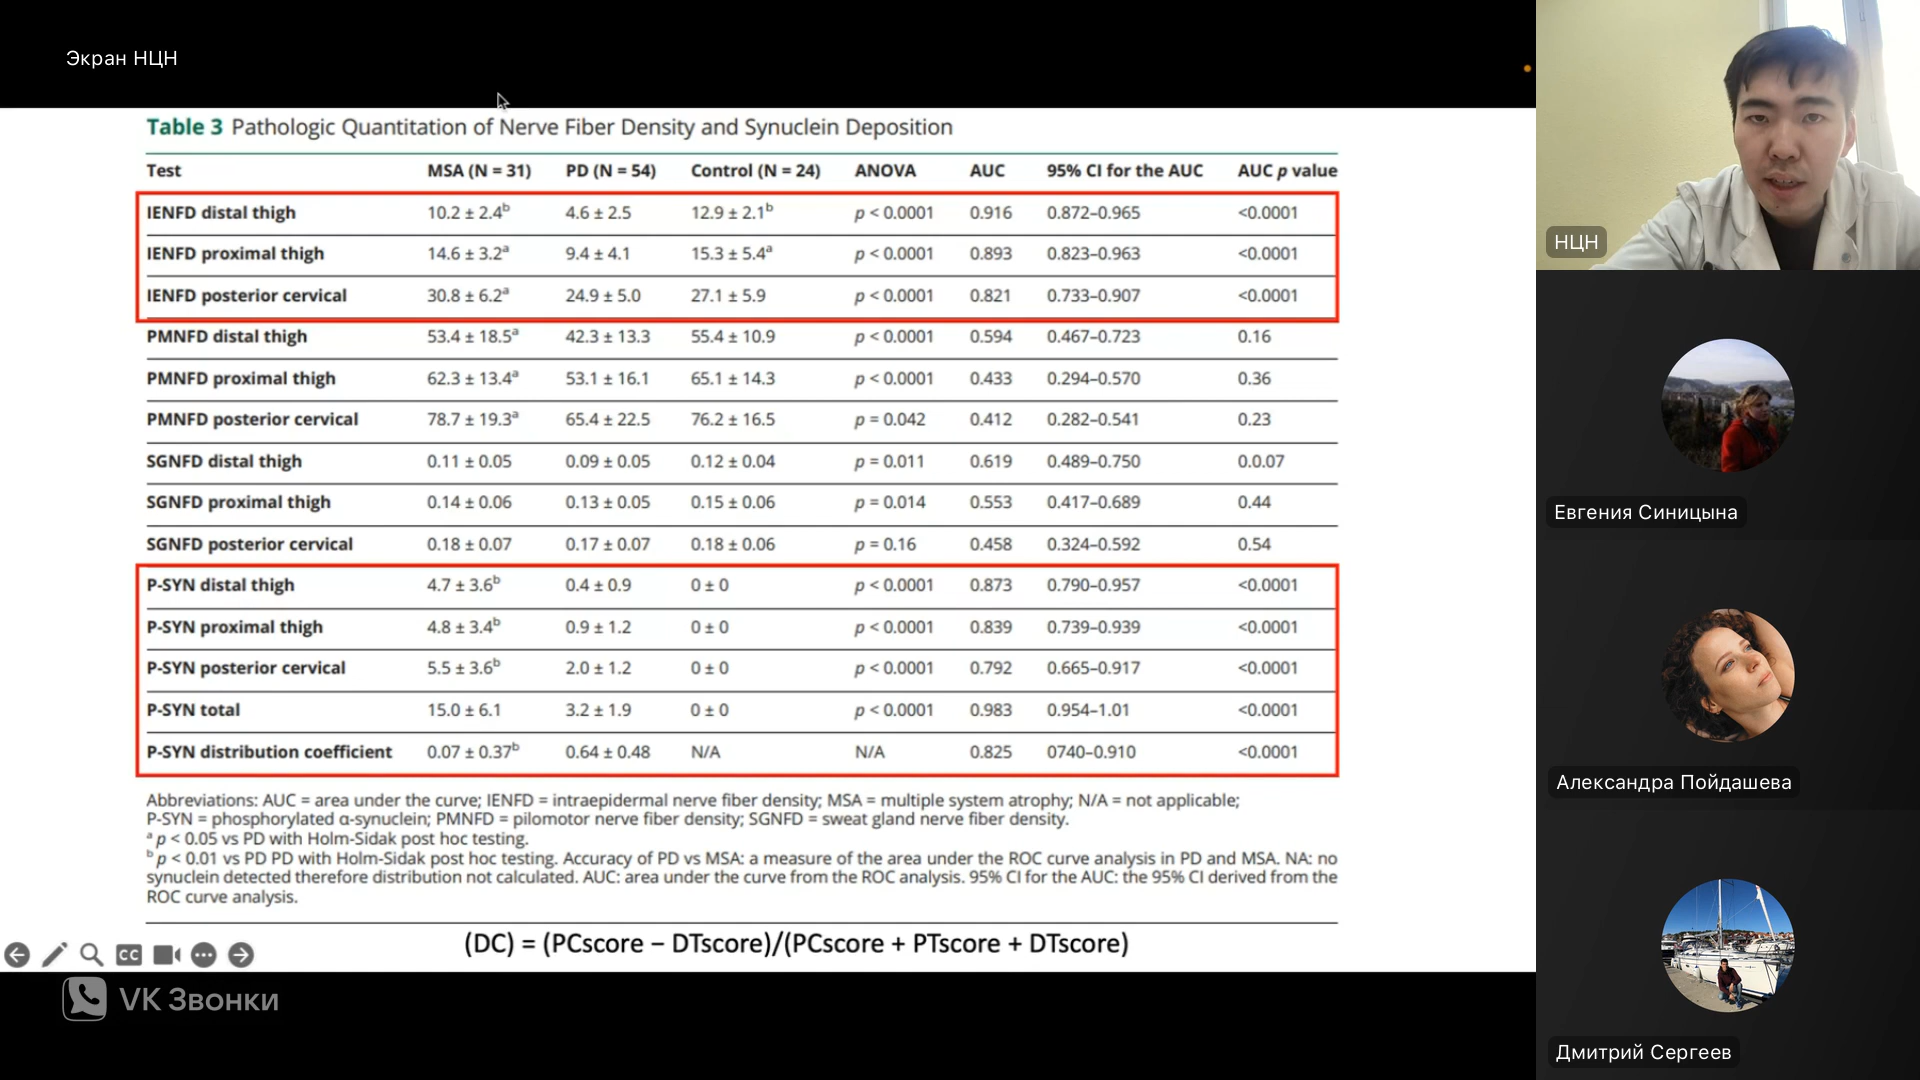 Экран НЦН
Table 3 Pathologic Quantitation of Nerve Fiber Density and Synuclein Deposition
Test MSA (N = 31) PD (N = 54) Control (N = 24) ANOVA AUC 95% CI for the AUC AUC p value
IENFD distal thigh 10.2 ± 2.4b 4.6 ± 2.5 12.9 ± 2.1b p < 0.0001 0.916 0.872–0.965 <0.0001
IENFD proximal thigh 14.6 ± 3.2a 9.4 ± 4.1 15.3 ± 5.4a p < 0.0001 0.893 0.823–0.963 <0.0001
IENFD posterior cervical 30.8 ± 6.2a 24.9 ± 5.0 27.1 ± 5.9 p < 0.0001 0.821 0.733–0.907 <0.0001
PMNFD distal thigh 53.4 ± 18.5a 42.3 ± 13.3 55.4 ± 10.9 p < 0.0001 0.594 0.467–0.723 0.16
PMNFD proximal thigh 62.3 ± 13.4a 53.1 ± 16.1 65.1 ± 14.3 p < 0.0001 0.433 0.294–0.570 0.36
PMNFD posterior cervical 78.7 ± 19.3a 65.4 ± 22.5 76.2 ± 16.5 p = 0.042 0.412 0.282–0.541 0.23
SGNFD distal thigh 0.11 ± 0.05 0.09 ± 0.05 0.12 ± 0.04 p = 0.011 0.619 0.489–0.750 0.0.07
SGNFD proximal thigh 0.14 ± 0.06 0.13 ± 0.05 0.15 ± 0.06 p = 0.014 0.553 0.417–0.689 0.44
SGNFD posterior cervical 0.18 ± 0.07 0.17 ± 0.07 0.18 ± 0.06 p = 0.16 0.458 0.324–0.592 0.54
P-SYN distal thigh 4.7 ± 3.6b 0.4 ± 0.9 0 ± 0 p < 0.0001 0.873 0.790–0.957 <0.0001
P-SYN proximal thigh 4.8 ± 3.4b 0.9 ± 1.2 0 ± 0 p < 0.0001 0.839 0.739–0.939 <0.0001
P-SYN posterior cervical 5.5 ± 3.6b 2.0 ± 1.2 0 ± 0 p < 0.0001 0.792 0.665–0.917 <0.0001
P-SYN total 15.0 ± 6.1 3.2 ± 1.9 0 ± 0 p < 0.0001 0.983 0.954–1.01 <0.0001
P-SYN distribution coefficient 0.07 ± 0.37b 0.64 ± 0.48 N/A N/A 0.825 0740–0.910 <0.0001
Abbreviations: AUC = area under the curve; IENFD = intraepidermal nerve fiber density; MSA = multiple system atrophy; N/A = not applicable;
P-SYN = phosphorylated α-synuclein; PMNFD = pilomotor nerve fiber density; SGNFD = sweat gland nerve fiber density.
a p < 0.05 vs PD with Holm-Sidak post hoc testing.
b p < 0.01 vs PD PD with Holm-Sidak post hoc testing. Accuracy of PD vs MSA: a measure of the area under the ROC curve analysis in PD and MSA. NA: no
synuclein detected therefore distribution not calculated. AUC: area under the curve from the ROC analysis. 95% CI for the AUC: the 95% CI derived from the
ROC curve analysis.
(DC) = (PCscore – DTscore)/(PCscore + PTscore + DTscore)
CC
VK Звонки
НЦН
Евгения Синицына
Александра Пойдашева
Дмитрий Сергеев